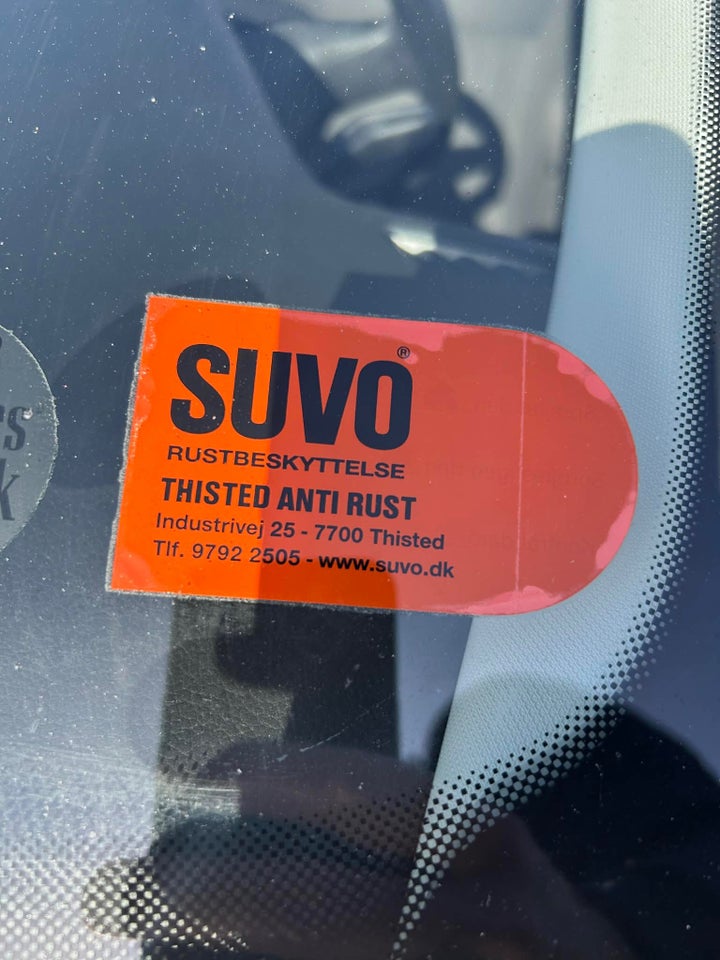 SUVO®
RUSTBESKYTTELSE
THISTED ANTI RUST
Industrivej 25 - 7700 Thisted
Tlf. 9792 2505 - www.suvo.dk